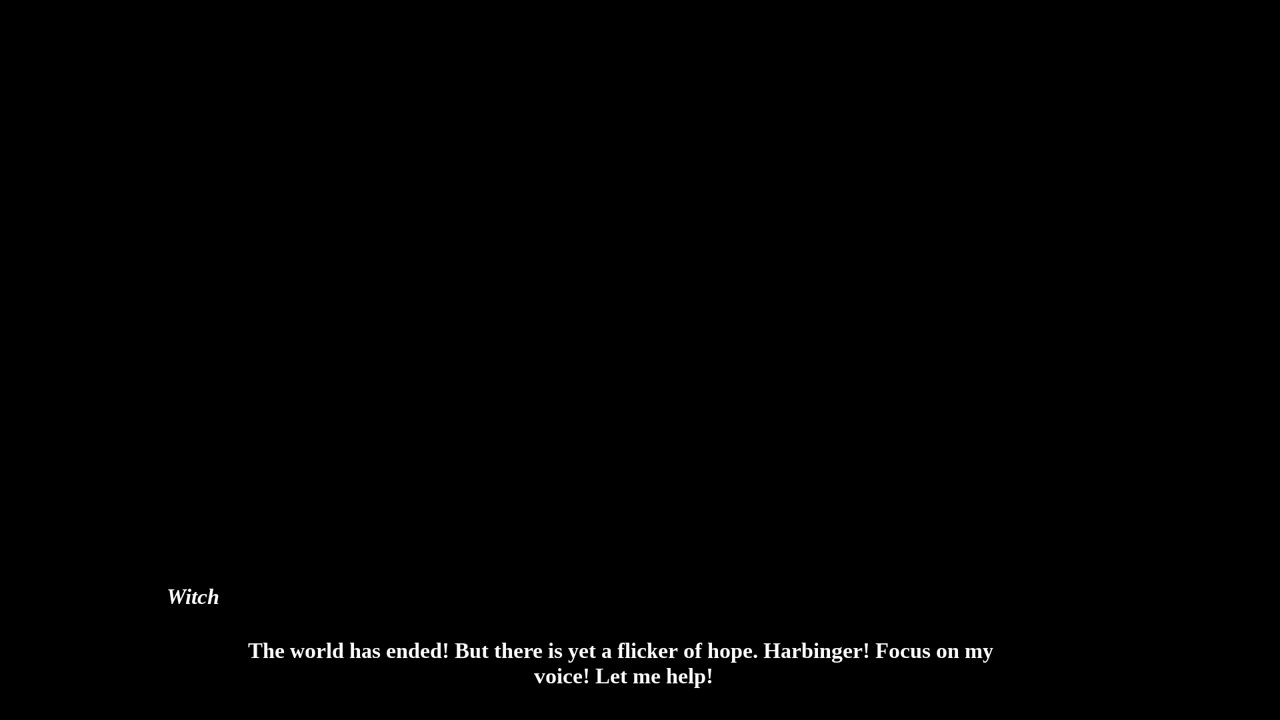 Witch
The world has ended! But there is yet a flicker of hope. Harbinger! Focus on my
voice! Let me help!